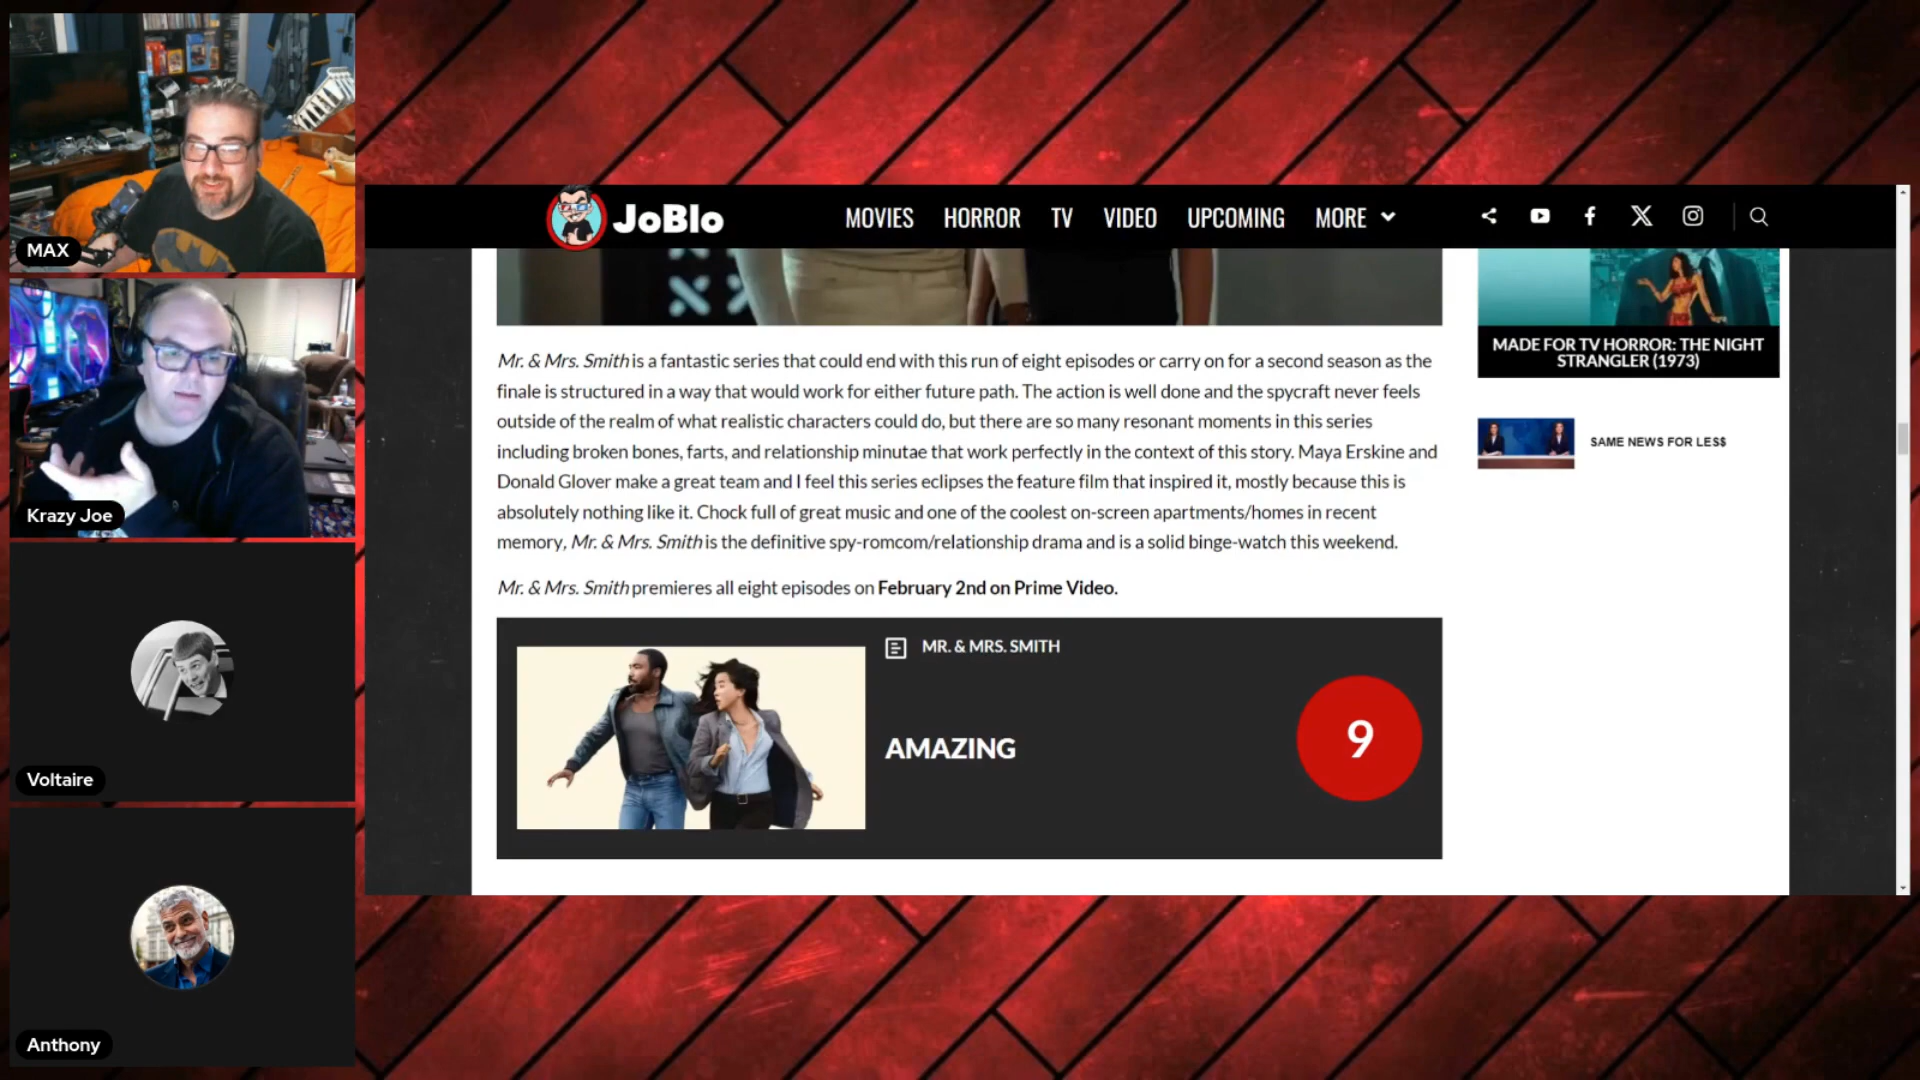 MAX
Krazy Joe
Voltaire
Anthony
JoBlo
MOVIES HORROR TV VIDEO UPCOMING MORE
Mr. & Mrs. Smith is a fantastic series that could end with this run of eight episodes or carry on for a second season as the
finale is structured in a way that would work for either future path. The action is well done and the spycraft never feels
outside of the realm of what realistic characters could do, but there are so many resonant moments in this series
including broken bones, farts, and relationship minutae that work perfectly in the context of this story. Maya Erskine and
Donald Glover make a great team and I feel this series eclipses the feature film that inspired it, mostly because this is
absolutely nothing like it. Chock full of great music and one of the coolest on-screen apartments/homes in recent
memory, Mr. & Mrs. Smith is the definitive spy-romcom/relationship drama and is a solid binge-watch this weekend.
Mr. & Mrs. Smith premieres all eight episodes on February 2nd on Prime Video.
MR. & MRS. SMITH
AMAZING
9
MADE FOR TV HORROR: THE NIGHT
STRANGLER (1973)
SAME NEWS FOR LES$